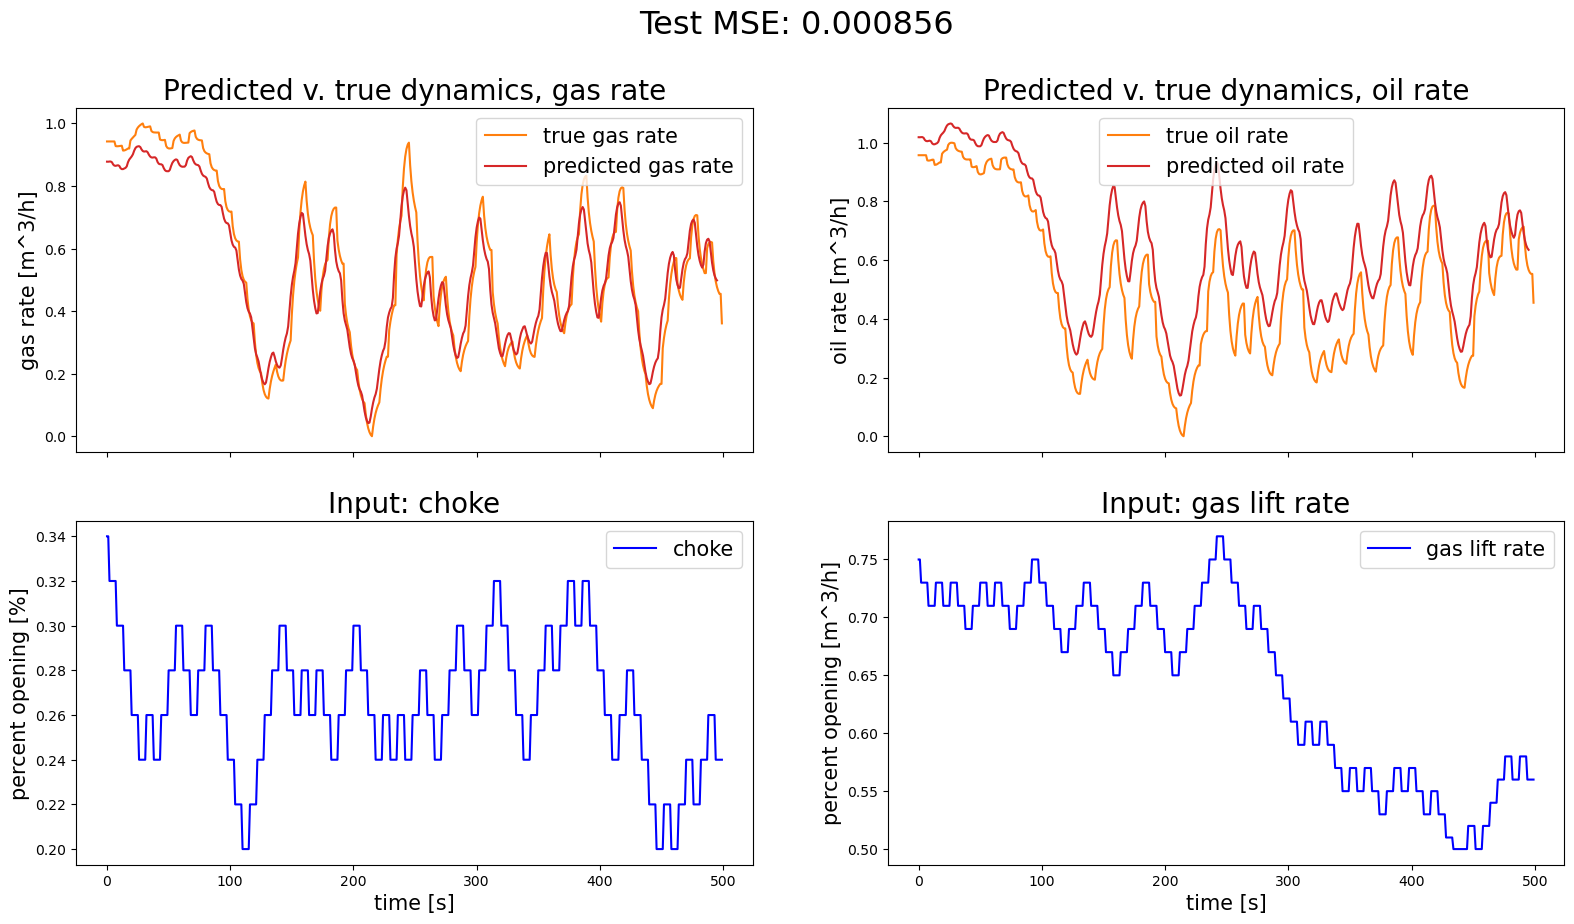 Test MSE: 0.000856
Predicted v. true dynamics, gas rate
true gas rate
predicted gas rate
gas rate [m^3/h]
1.0
0.8
0.6
0.4
0.2
0.0
Predicted v. true dynamics, oil rate
true oil rate
predicted oil rate
oil rate [m^3/h]
1.0
0.8
0.6
0.4
0.2
0.0
Input: choke
choke
percent opening [%]
0.34
0.32
0.30
0.28
0.26
0.24
0.22
0.20
0 100 200 300 400 500
time [s]
Input: gas lift rate
gas lift rate
percent opening [m^3/h]
0.75
0.70
0.65
0.60
0.55
0.50
0 100 200 300 400 500
time [s]